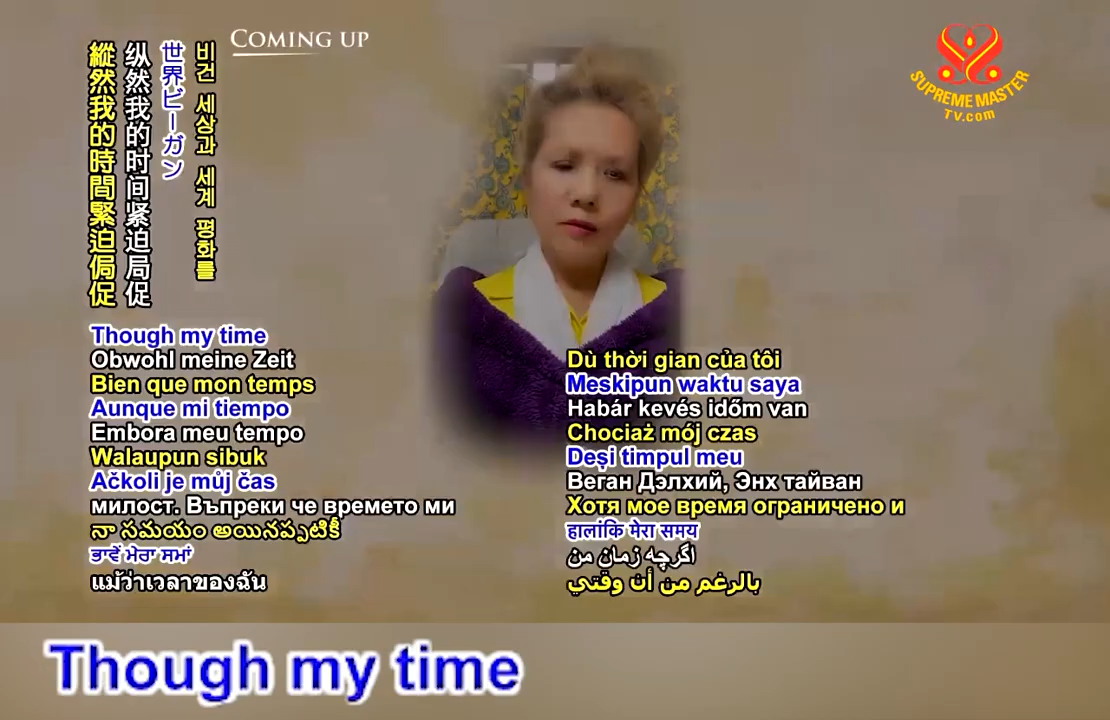 COMING UP
SUPREME MASTER
TV.com
縱然我的時間緊迫侷促
纵然我的时间紧迫局促
世界ビーガン
비건 세상과 세계 평화를
Though my time
Obwohl meine Zeit
Bien que mon temps
Aunque mi tiempo
Embora meu tempo
Walaupun sibuk
Ačkoli je můj čas
милост. Въпреки че времето ми
నా సమయం అయినప్పటికీ
ਭਾਵੇਂ ਮੇਰਾ ਸਮਾਂ
แม้ว่าเวลาของฉัน
Dù thời gian của tôi
Meskipun waktu saya
Habár kevés időm van
Chociaż mój czas
Deși timpul meu
Веган Дэлхий, Энх тайван
Хотя мое время ограничено и
हालांकि मेरा समय
اگرچه زمان من
بالرغم من أن وقتي
Though my time